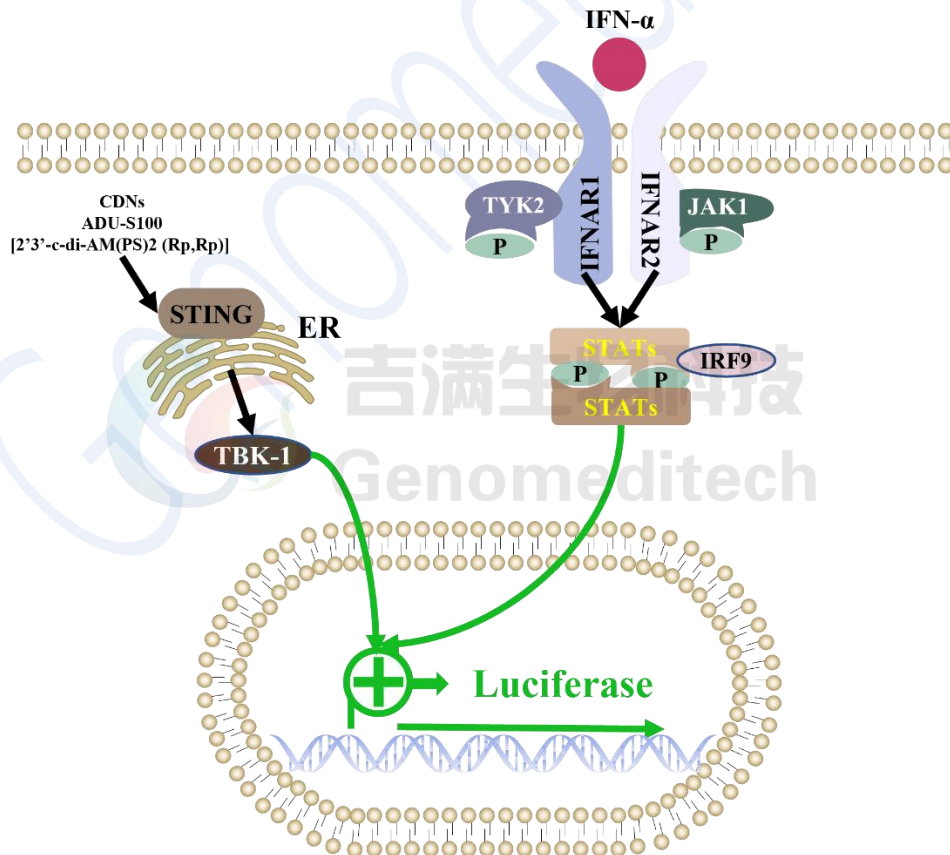 IFN-α
CDNs
ADU-S100
[2’3’-c-di-AM(PS)2 (Rp,Rp)]
TYK2
P
IFNAR1
IFNAR2
JAK1
P
STING
ER
STATs
IRF9
P
P
STATs
TBK-1
吉满生物科技
Genomeditech
Luciferase